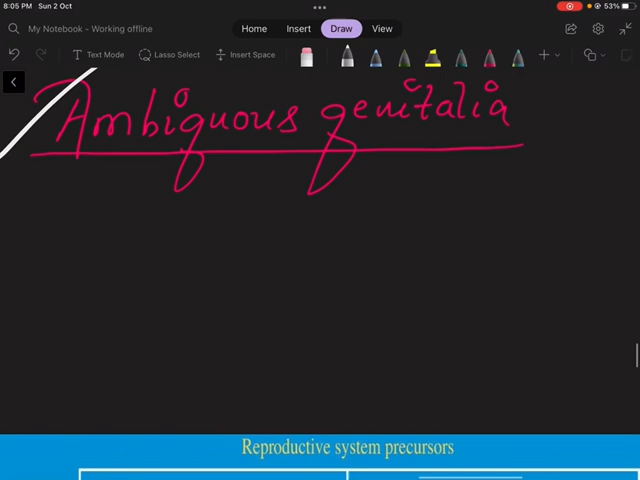 8:05 PM Sun 2 Oct
53%
My Notebook - Working offline
Home Insert Draw View
Text Mode Lasso Select Insert Space
Ambiguous genitalia
Reproductive system precursors